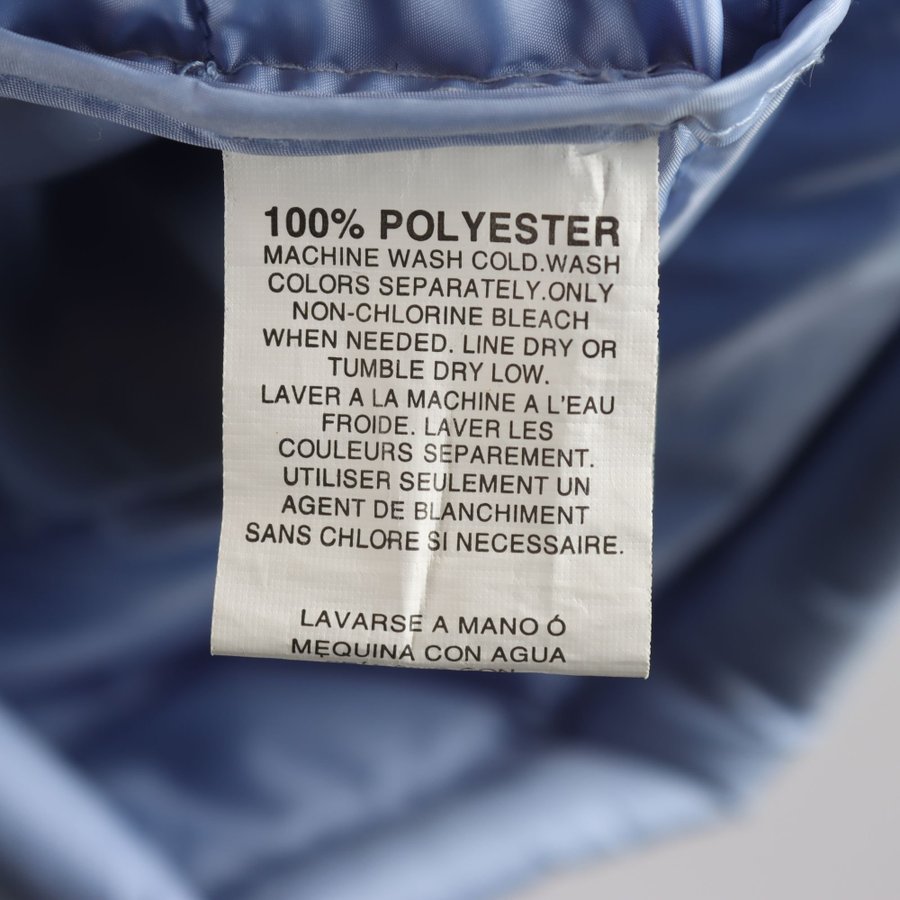 100% POLYESTER
MACHINE WASH COLD.WASH
COLORS SEPARATELY.ONLY
NON-CHLORINE BLEACH
WHEN NEEDED. LINE DRY OR
TUMBLE DRY LOW.
LAVER A LA MACHINE A L'EAU
FROIDE. LAVER LES
COULEURS SEPAREMENT.
UTILISER SEULEMENT UN
AGENT DE BLANCHIMENT
SANS CHLORE SI NECESSAIRE.
LAVARSE A MANO Ó
MEQUINA CON AGUA